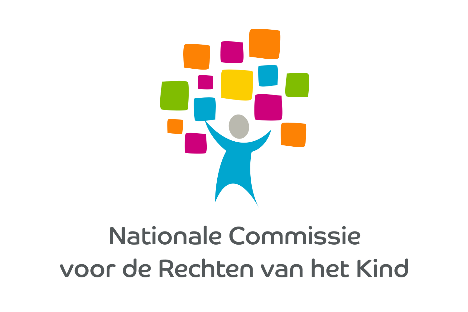 Nationale Commissie
voor de Rechten van het Kind